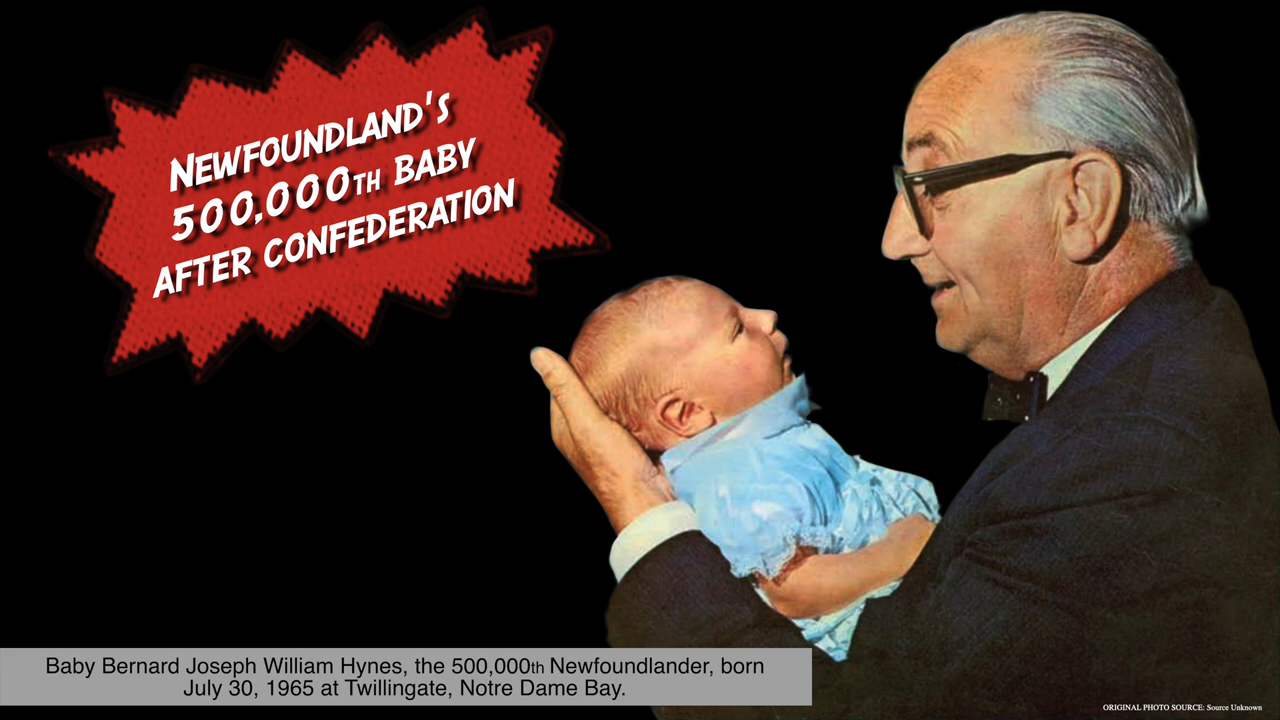 Newfoundland's
500,000th baby
after confederation
Baby Bernard Joseph William Hynes, the 500,000th Newfoundlander, born
July 30, 1965 at Twillingate, Notre Dame Bay.
ORIGINAL PHOTO SOURCE: Source Unknown